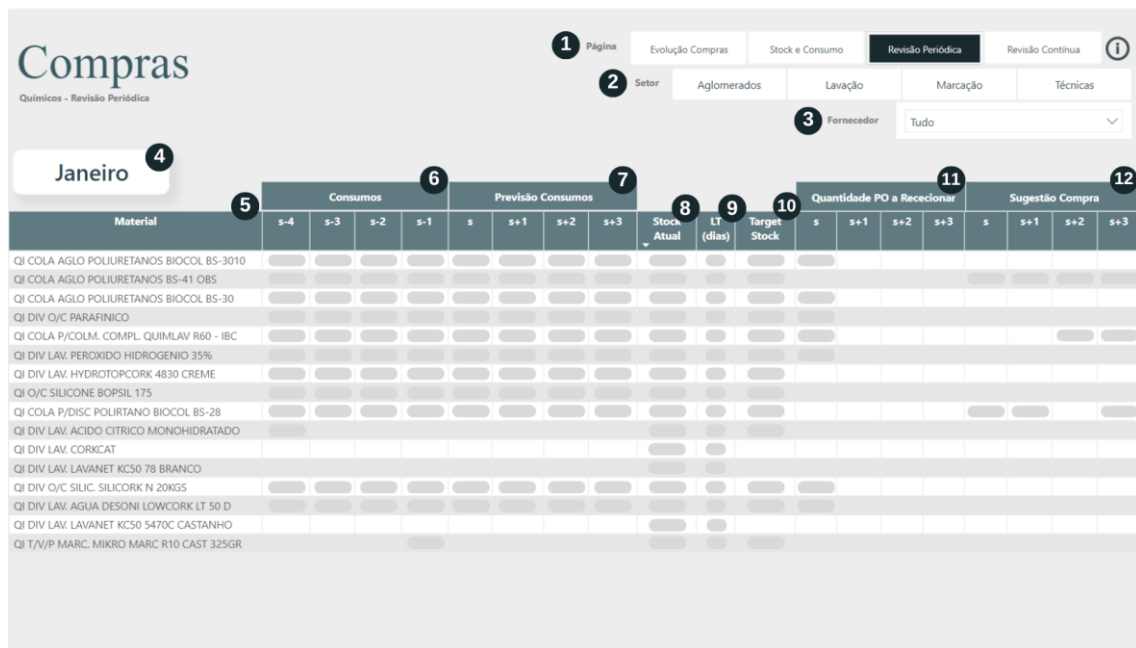 Compras
Químicos - Revisão Periódica
1 Página Evolução Compras Stock e Consumo Revisão Periódica Revisão Contínua i
2 Setor Aglomerados Lavação Marcação Técnicas
3 Fornecedor Tudo
Janeiro 4
5 6 7 8 9 10 11 12
Consumos Previsão Consumos Quantidade PO a Rececionar Sugestão Compra
Material s-4 s-3 s-2 s-1 s s+1 s+2 s+3 Stock Atual LT (dias) Target Stock s s+1 s+2 s+3 s s+1 s+2 s+3
QI COLA AGLO POLIURETANOS BIOCOL BS-3010
QI COLA AGLO POLIURETANOS BS-41 OBS
QI COLA AGLO POLIURETANOS BIOCOL BS-30
QI DIV O/C PARAFINICO
QI COLA P/COLM. COMPL. QUIMLAV R60 - IBC
QI DIV LAV. PEROXIDO HIDROGENIO 35%
QI DIV LAV. HYDROTOPCORK 4830 CREME
QI O/C SILICONE BOPSIL 175
QI COLA P/DISC POLIRTANO BIOCOL BS-28
QI DIV LAV. ACIDO CITRICO MONOHIDRATADO
QI DIV LAV. CORKCAT
QI DIV LAV. LAVANET KC50 78 BRANCO
QI DIV O/C SILIC. SILICORK N 20KGS
QI DIV LAV. AGUA DESONI LOWCORK LT 50 D
QI DIV LAV. LAVANET KC50 5470C CASTANHO
QI T/V/P MARC. MIKRO MARC R10 CAST 325GR